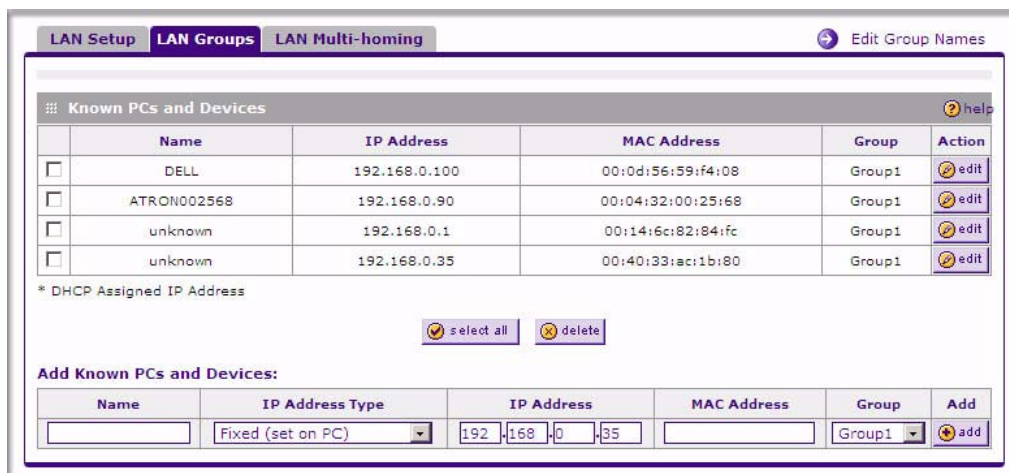 LAN Setup LAN Groups LAN Multi-homing Edit Group Names
Known PCs and Devices help
Name IP Address MAC Address Group Action
DELL 192.168.0.100 00:0d:56:59:f4:08 Group1 edit
ATRON002568 192.168.0.90 00:04:32:00:25:68 Group1 edit
unknown 192.168.0.1 00:14:6c:82:84:fc Group1 edit
unknown 192.168.0.35 00:40:33:ac:1b:80 Group1 edit
* DHCP Assigned IP Address
select all delete
Add Known PCs and Devices:
Name IP Address Type IP Address MAC Address Group Add
Fixed (set on PC) 192 .168 .0 .35 Group1 add